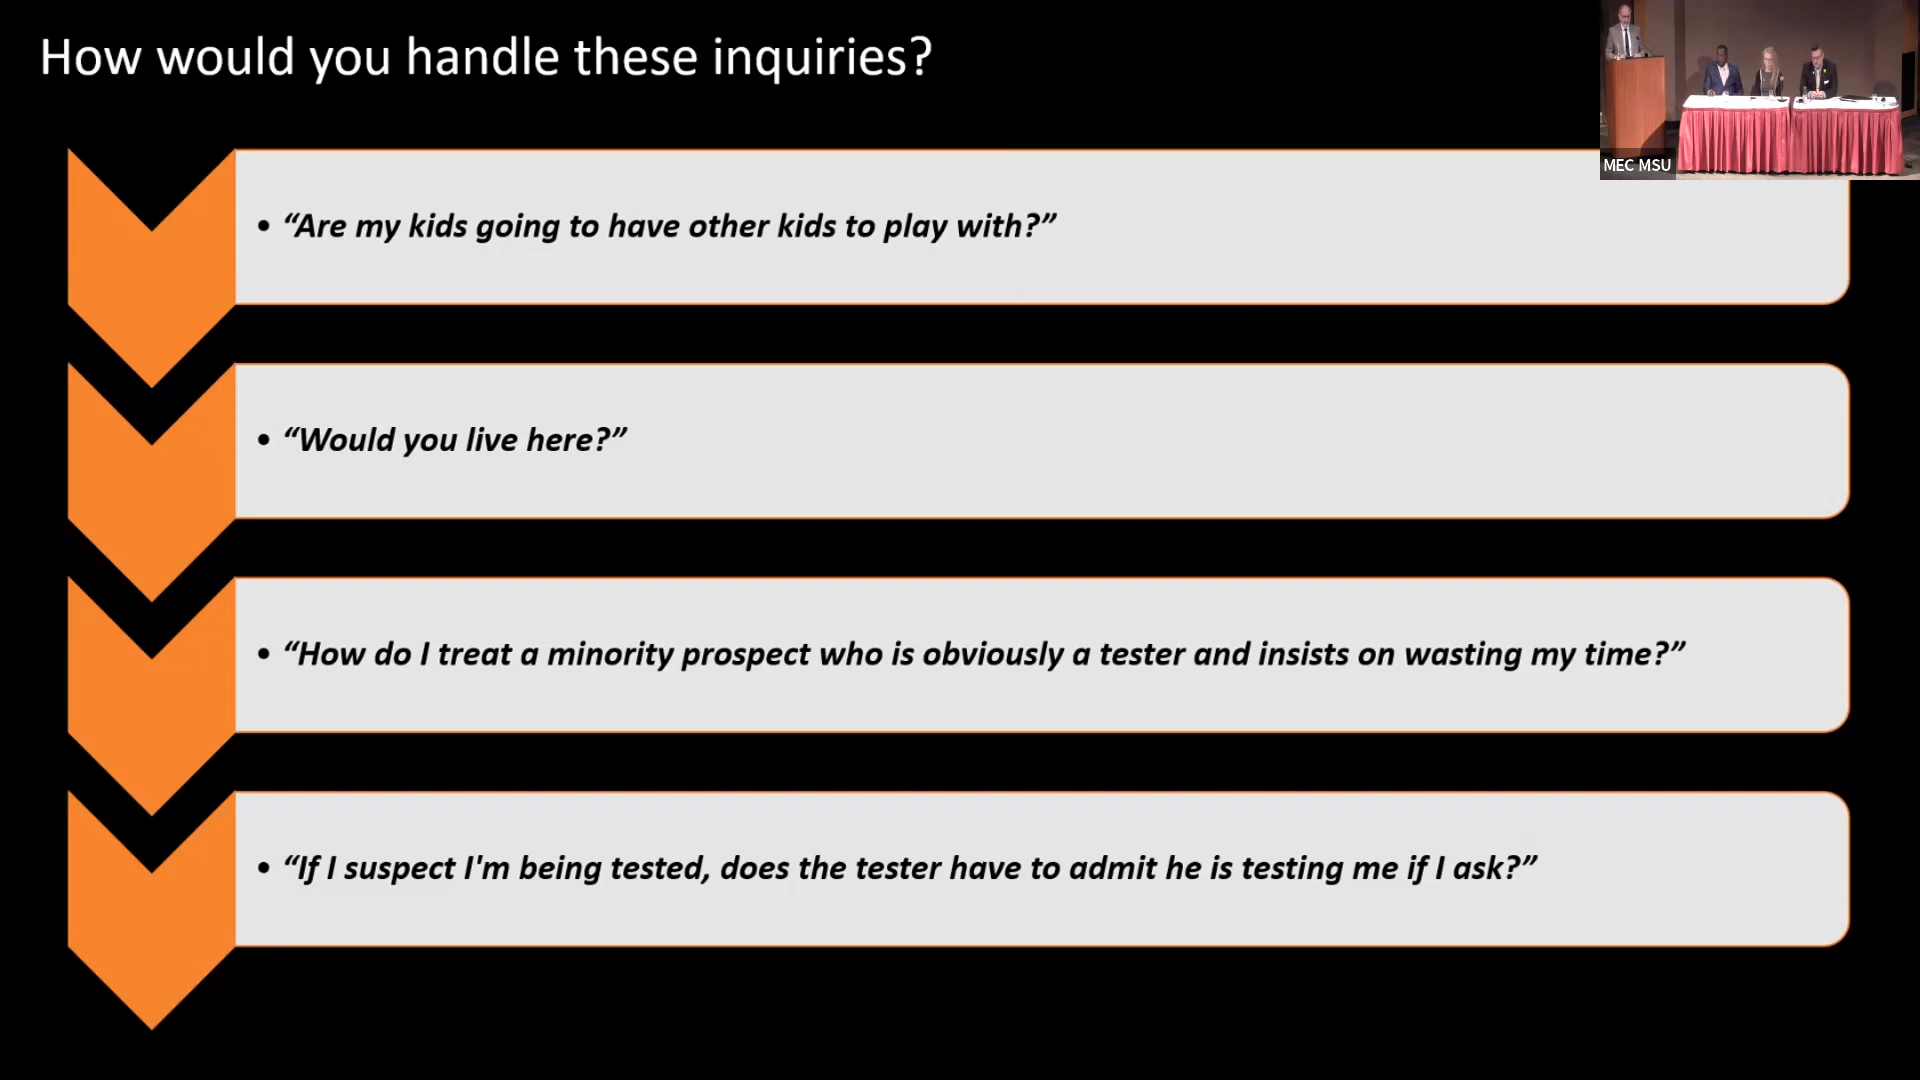 How would you handle these inquiries?
MEC MSU
• “Are my kids going to have other kids to play with?”
• “Would you live here?”
• “How do I treat a minority prospect who is obviously a tester and insists on wasting my time?”
• “If I suspect I'm being tested, does the tester have to admit he is testing me if I ask?”